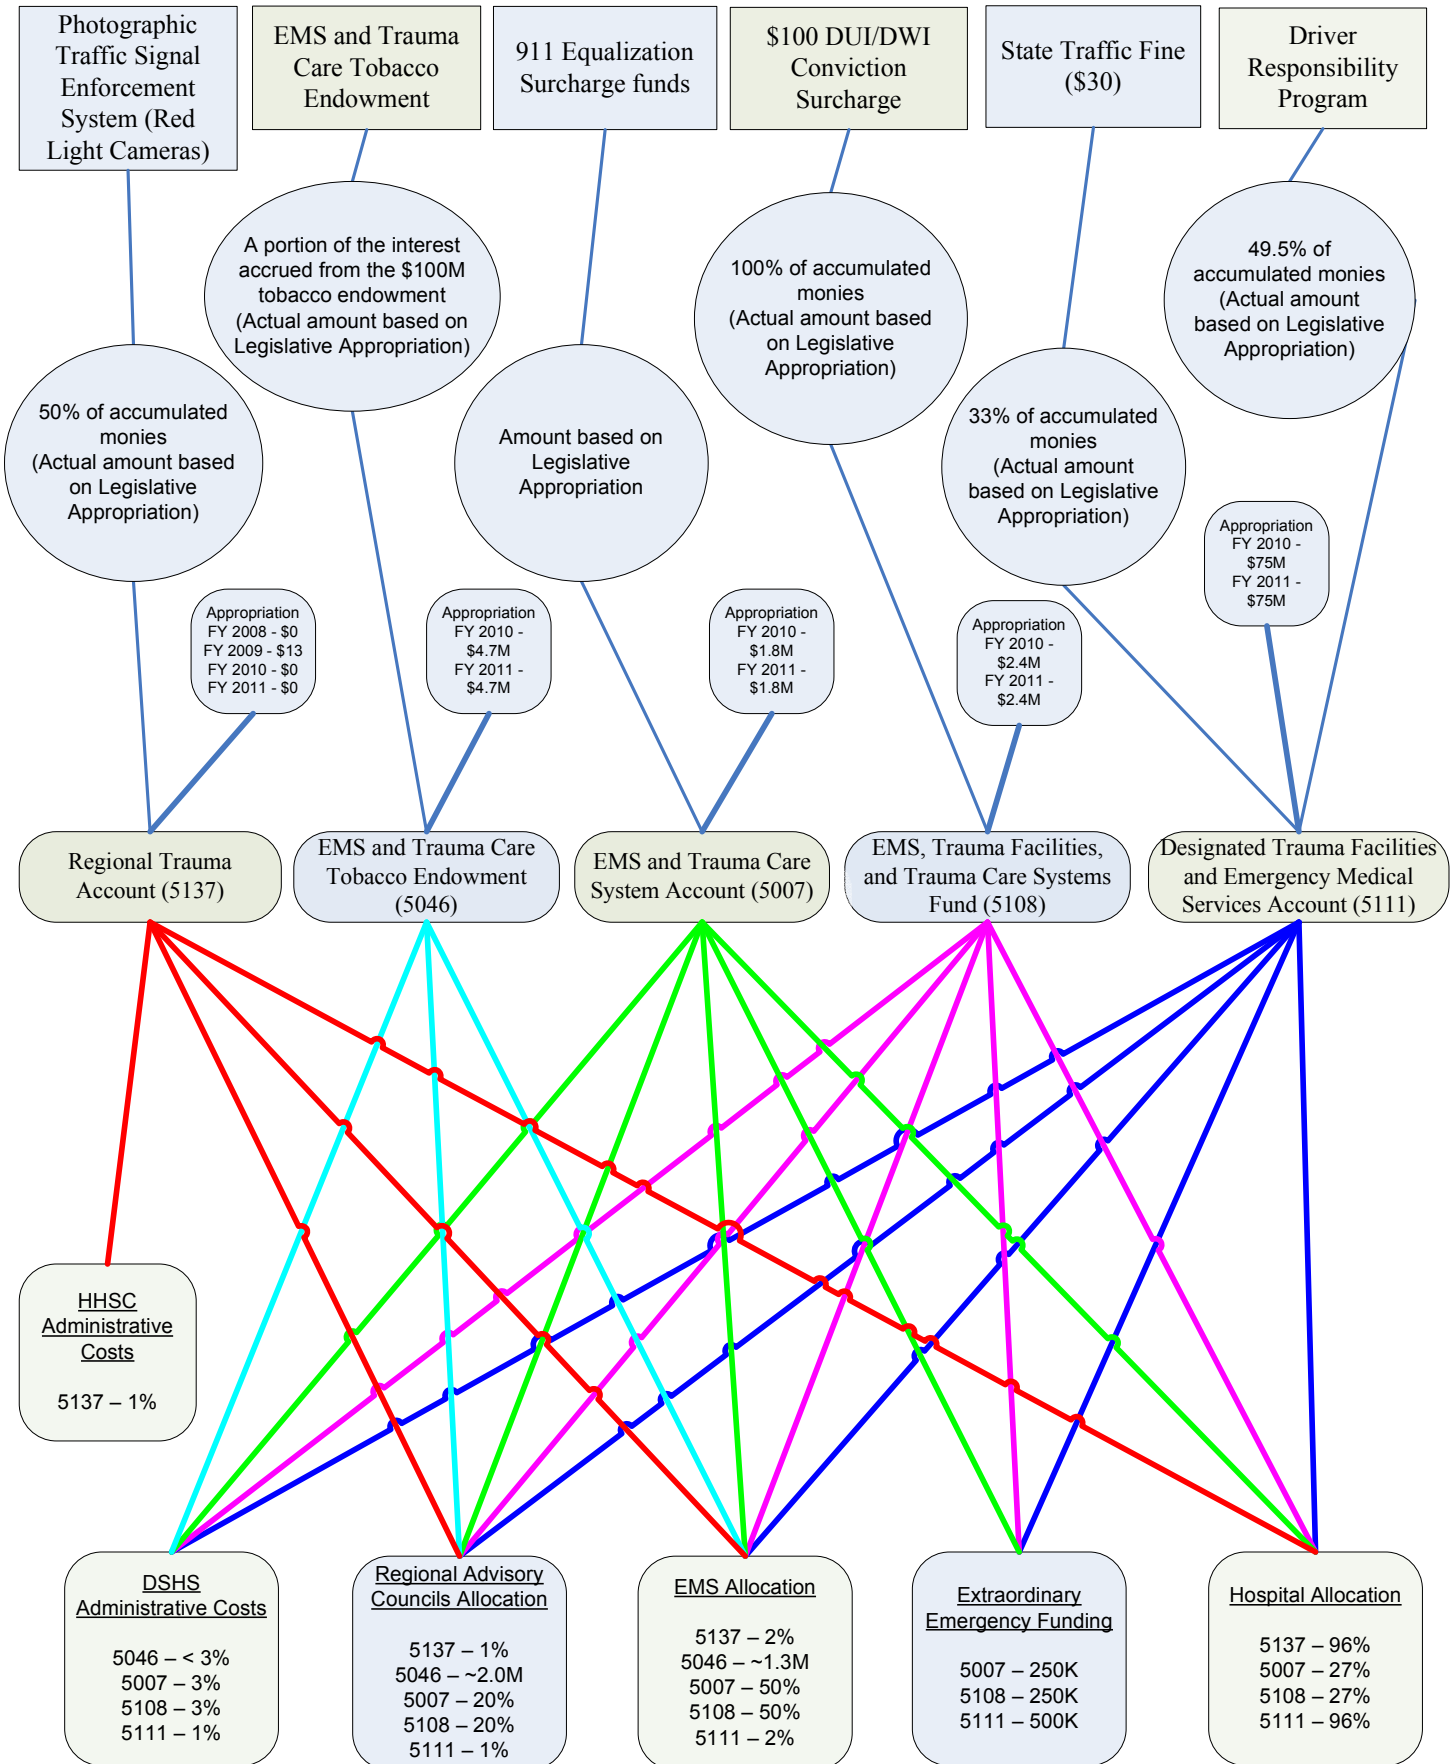 Photographic
Traffic Signal
Enforcement
System (Red
Light Cameras)
EMS and Trauma
Care Tobacco
Endowment
911 Equalization
Surcharge funds
$100 DUI/DWI
Conviction
Surcharge
State Traffic Fine
($30)
Driver
Responsibility
Program
A portion of the interest
accrued from the $100M
tobacco endowment
(Actual amount based on
Legislative Appropriation)
100% of accumulated
monies
(Actual amount based
on Legislative
Appropriation)
49.5% of
accumulated monies
(Actual amount
based on Legislative
Appropriation)
50% of accumulated
monies
(Actual amount based
on Legislative
Appropriation)
Amount based on
Legislative
Appropriation
33% of accumulated
monies
(Actual amount
based on Legislative
Appropriation)
Appropriation
FY 2008 - $0
FY 2009 - $13
FY 2010 - $0
FY 2011 - $0
Appropriation
FY 2010 -
$4.7M
FY 2011 -
$4.7M
Appropriation
FY 2010 -
$1.8M
FY 2011 -
$1.8M
Appropriation
FY 2010 -
$2.4M
FY 2011 -
$2.4M
Appropriation
FY 2010 -
$75M
FY 2011 -
$75M
Regional Trauma
Account (5137)
EMS and Trauma Care
Tobacco Endowment
(5046)
EMS and Trauma Care
System Account (5007)
EMS, Trauma Facilities,
and Trauma Care Systems
Fund (5108)
Designated Trauma Facilities
and Emergency Medical
Services Account (5111)
HHSC
Administrative
Costs
5137 – 1%
DSHS
Administrative Costs
5046 – < 3%
5007 – 3%
5108 – 3%
5111 – 1%
Regional Advisory
Councils Allocation
5137 – 1%
5046 – ~2.0M
5007 – 20%
5108 – 20%
5111 – 1%
EMS Allocation
5137 – 2%
5046 – ~1.3M
5007 – 50%
5108 – 50%
5111 – 2%
Extraordinary
Emergency Funding
5007 – 250K
5108 – 250K
5111 – 500K
Hospital Allocation
5137 – 96%
5007 – 27%
5108 – 27%
5111 – 96%